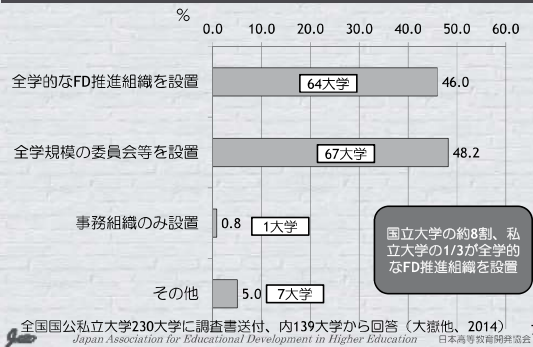 %
0.0 10.0 20.0 30.0 40.0 50.0 60.0
全学的なFD推進組織を設置 64大学 46.0
全学規模の委員会等を設置 67大学 48.2
事務組織のみ設置 0.8 1大学
国立大学の約8割、私
立大学の1/3が全学的
なFD推進組織を設置
その他 5.0 7大学
全国国公私立大学230大学に調査書送付、内139大学から回答（大嶽他、2014）
Japan Association for Educational Development in Higher Education 日本高等教育開発協会